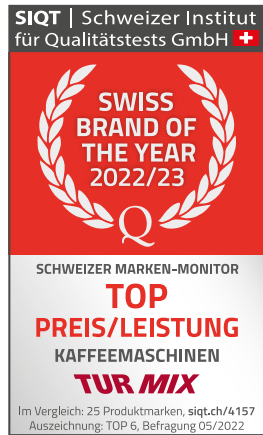 SIQT | Schweizer Institut
für Qualitätstests GmbH
SWISS
BRAND OF
THE YEAR
2022/23
Q
SCHWEIZER MARKEN-MONITOR
TOP
PREIS/LEISTUNG
KAFFEEMASCHINEN
TURMIX
Im Vergleich: 25 Produktmarken, siqt.ch/4157
Auszeichnung: TOP 6, Befragung 05/2022